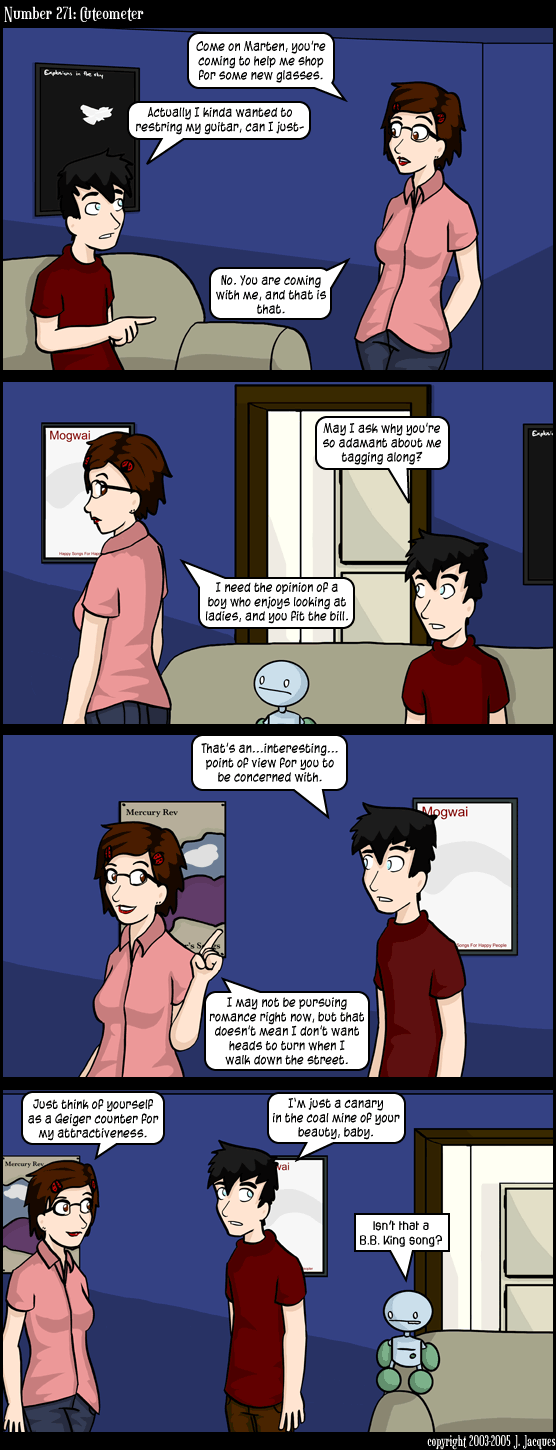 Number 271: Cuteometer
Come on Marten, you're
coming to help me shop
for some new glasses.
Explosions in the sky
Actually I kinda wanted to
restring my guitar, can I just-
No. You are coming
with me, and that is
that.
Mogwai
Happy Songs For Happ
May I ask why you're
so adamant about me
tagging along?
Explosi
I need the opinion of a
boy who enjoys looking at
ladies, and you fit the bill.
That's an...interesting...
point of view for you to
be concerned with.
Mercury Rev
r's Songs
Mogwai
Songs For Happy People
I may not be pursuing
romance right now, but that
doesn't mean I don't want
heads to turn when I
walk down the street.
Just think of yourself
as a Geiger counter for
my attractiveness.
I'm just a canary
in the coal mine of your
beauty, baby.
Mercury Rev
wai
Isn't that a
B.B. King song?
copyright 2003-2005 J. Jacques